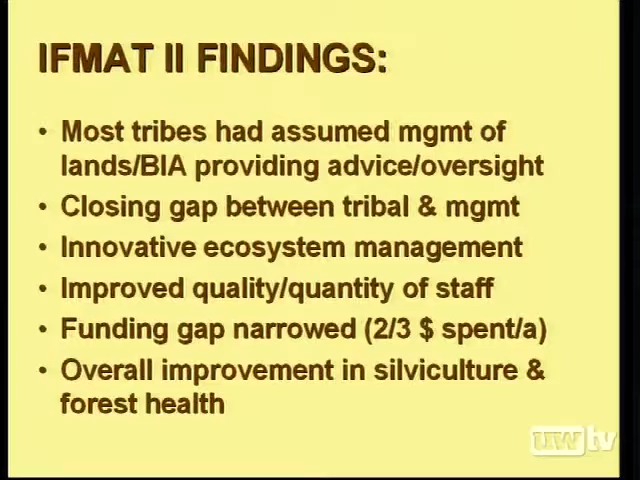 IFMAT II FINDINGS:
• Most tribes had assumed mgmt of
lands/BIA providing advice/oversight
• Closing gap between tribal & mgmt
• Innovative ecosystem management
• Improved quality/quantity of staff
• Funding gap narrowed (2/3 $ spent/a)
• Overall improvement in silviculture &
forest health
uwtv